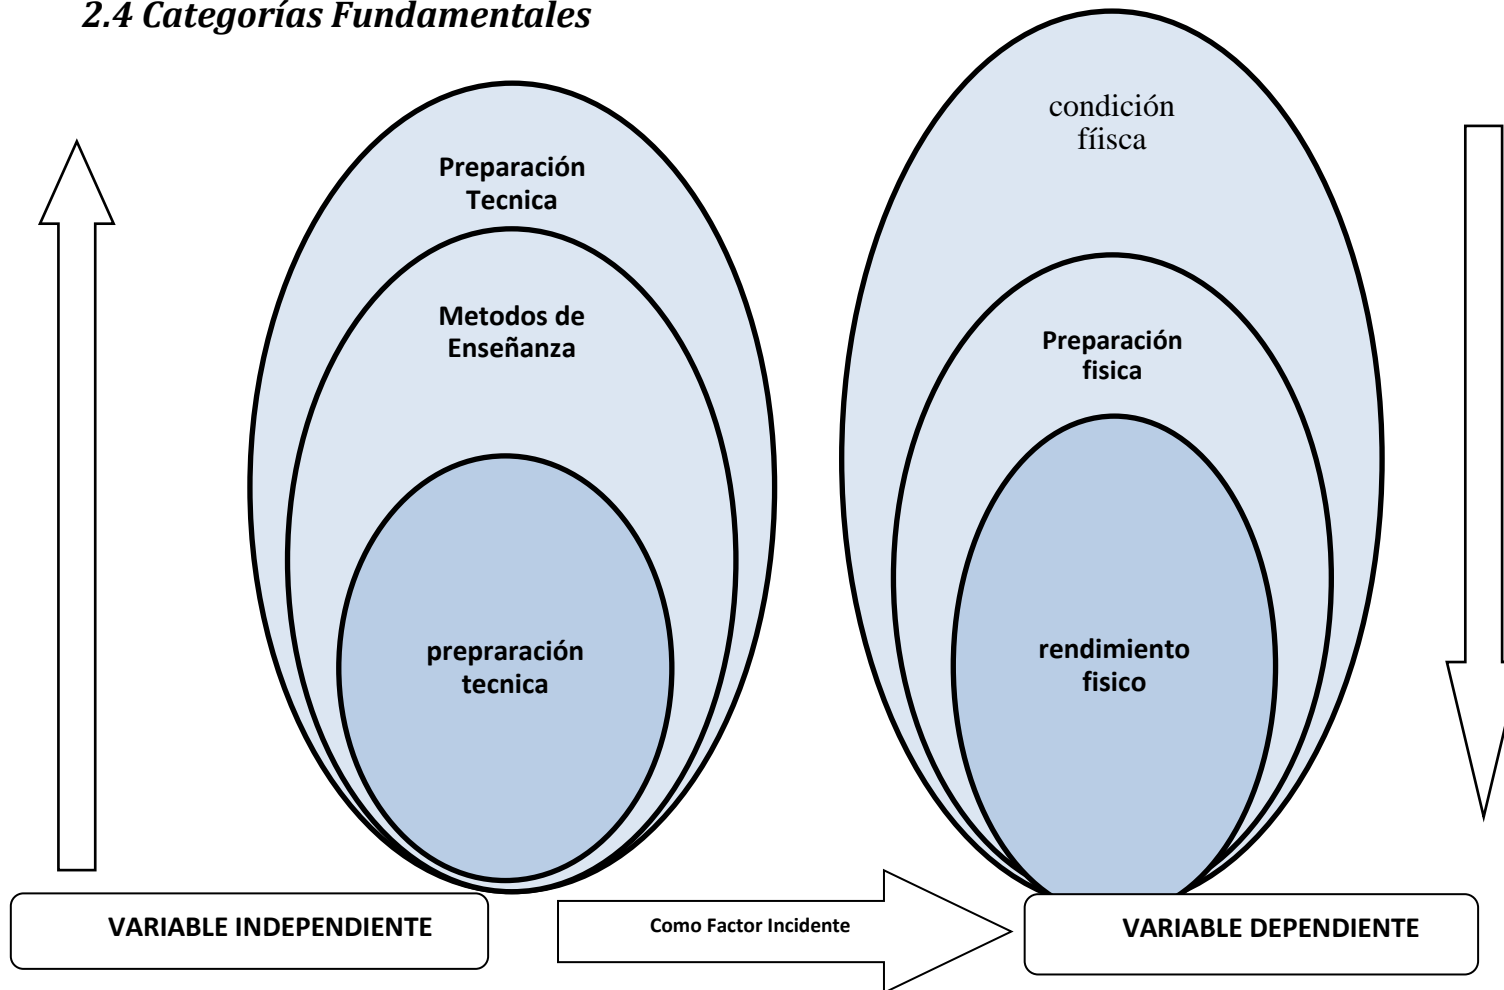 2.4 Categorías Fundamentales
Preparación
Tecnica
Metodos de
Enseñanza
prepraración
tecnica
condición
fíisca
Preparación
fisica
rendimiento
fisico
VARIABLE INDEPENDIENTE
Como Factor Incidente
VARIABLE DEPENDIENTE